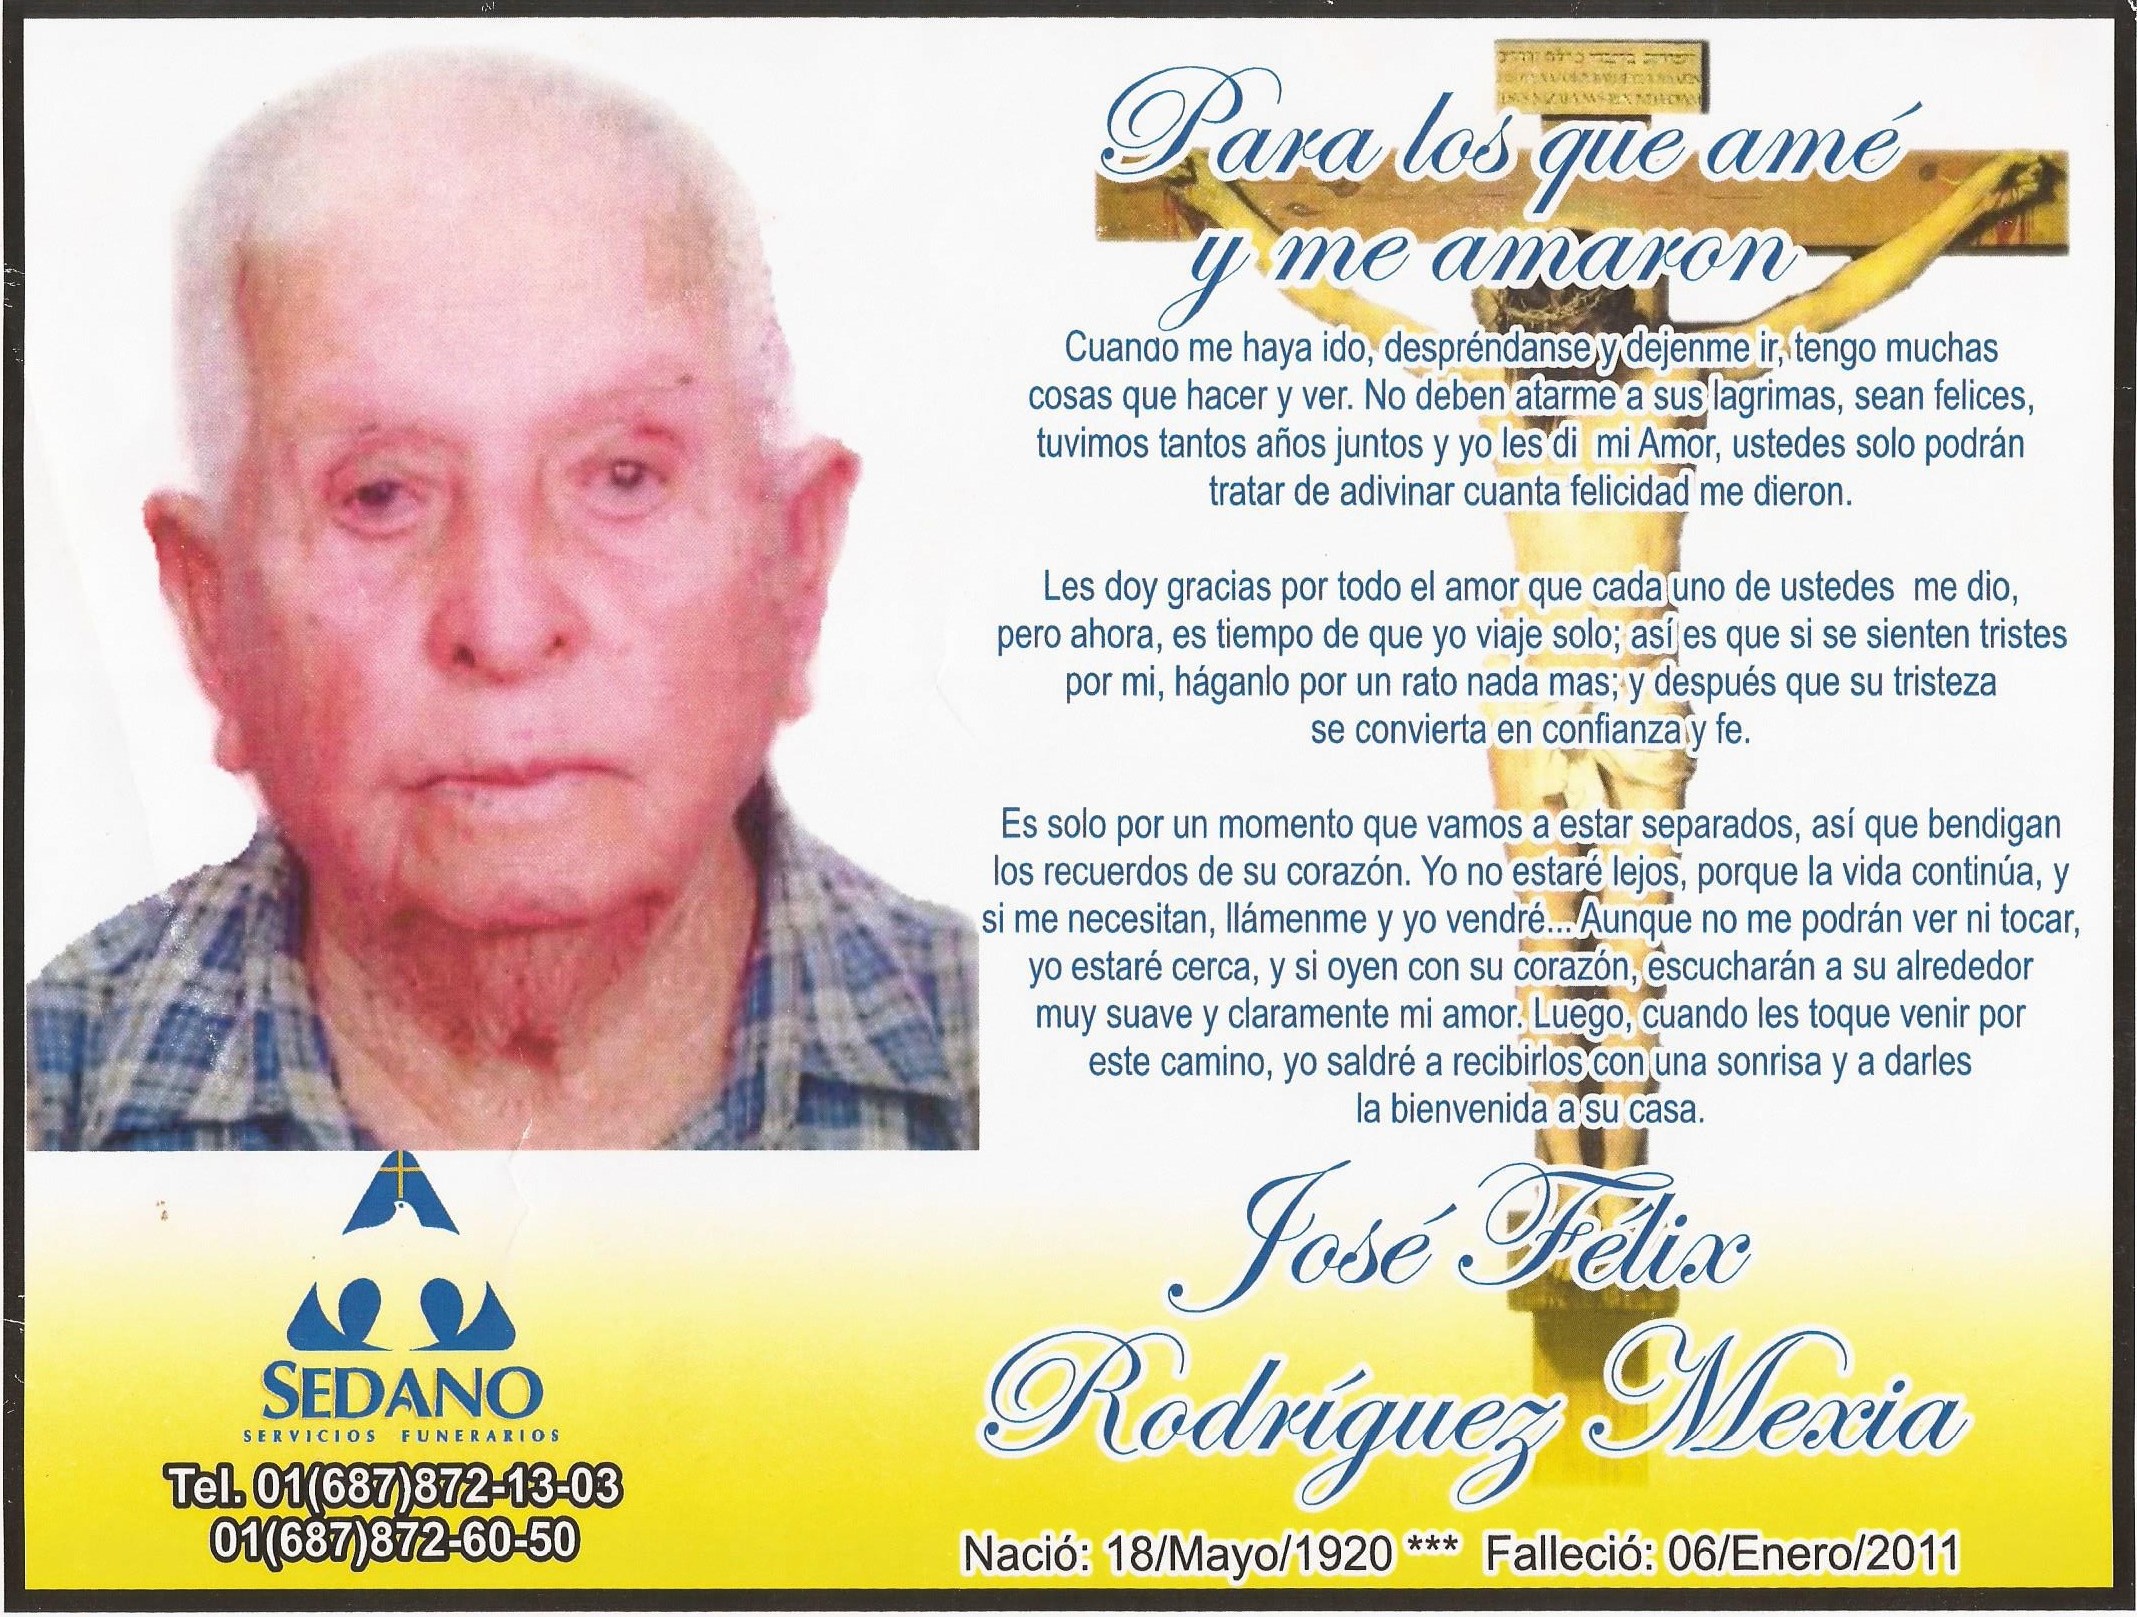 Para los que amé
y me amaron
Cuando me haya ido, despréndanse y dejenme ir, tengo muchas
cosas que hacer y ver. No deben atarme a sus lagrimas, sean felices,
tuvimos tantos años juntos y yo les di mi Amor, ustedes solo podrán
tratar de adivinar cuanta felicidad me dieron.
Les doy gracias por todo el amor que cada uno de ustedes me dio,
pero ahora, es tiempo de que yo viaje solo; así es que si se sienten tristes
por mi, háganlo por un rato nada mas; y después que su tristeza
se convierta en confianza y fe.
Es solo por un momento que vamos a estar separados, así que bendigan
los recuerdos de su corazón. Yo no estaré lejos, porque la vida continúa, y
si me necesitan, llámenme y yo vendré... Aunque no me podrán ver ni tocar,
yo estaré cerca, y si oyen con su corazón, escucharán a su alrededor
muy suave y claramente mi amor. Luego, cuando les toque venir por
este camino, yo saldré a recibirlos con una sonrisa y a darles
la bienvenida a su casa.
José Félix
Rodríguez Mexia
Nació: 18/Mayo/1920 *** Falleció: 06/Enero/2011
SEDANO
SERVICIOS FUNERARIOS
Tel. 01(687)872-13-03
01(687)872-60-50